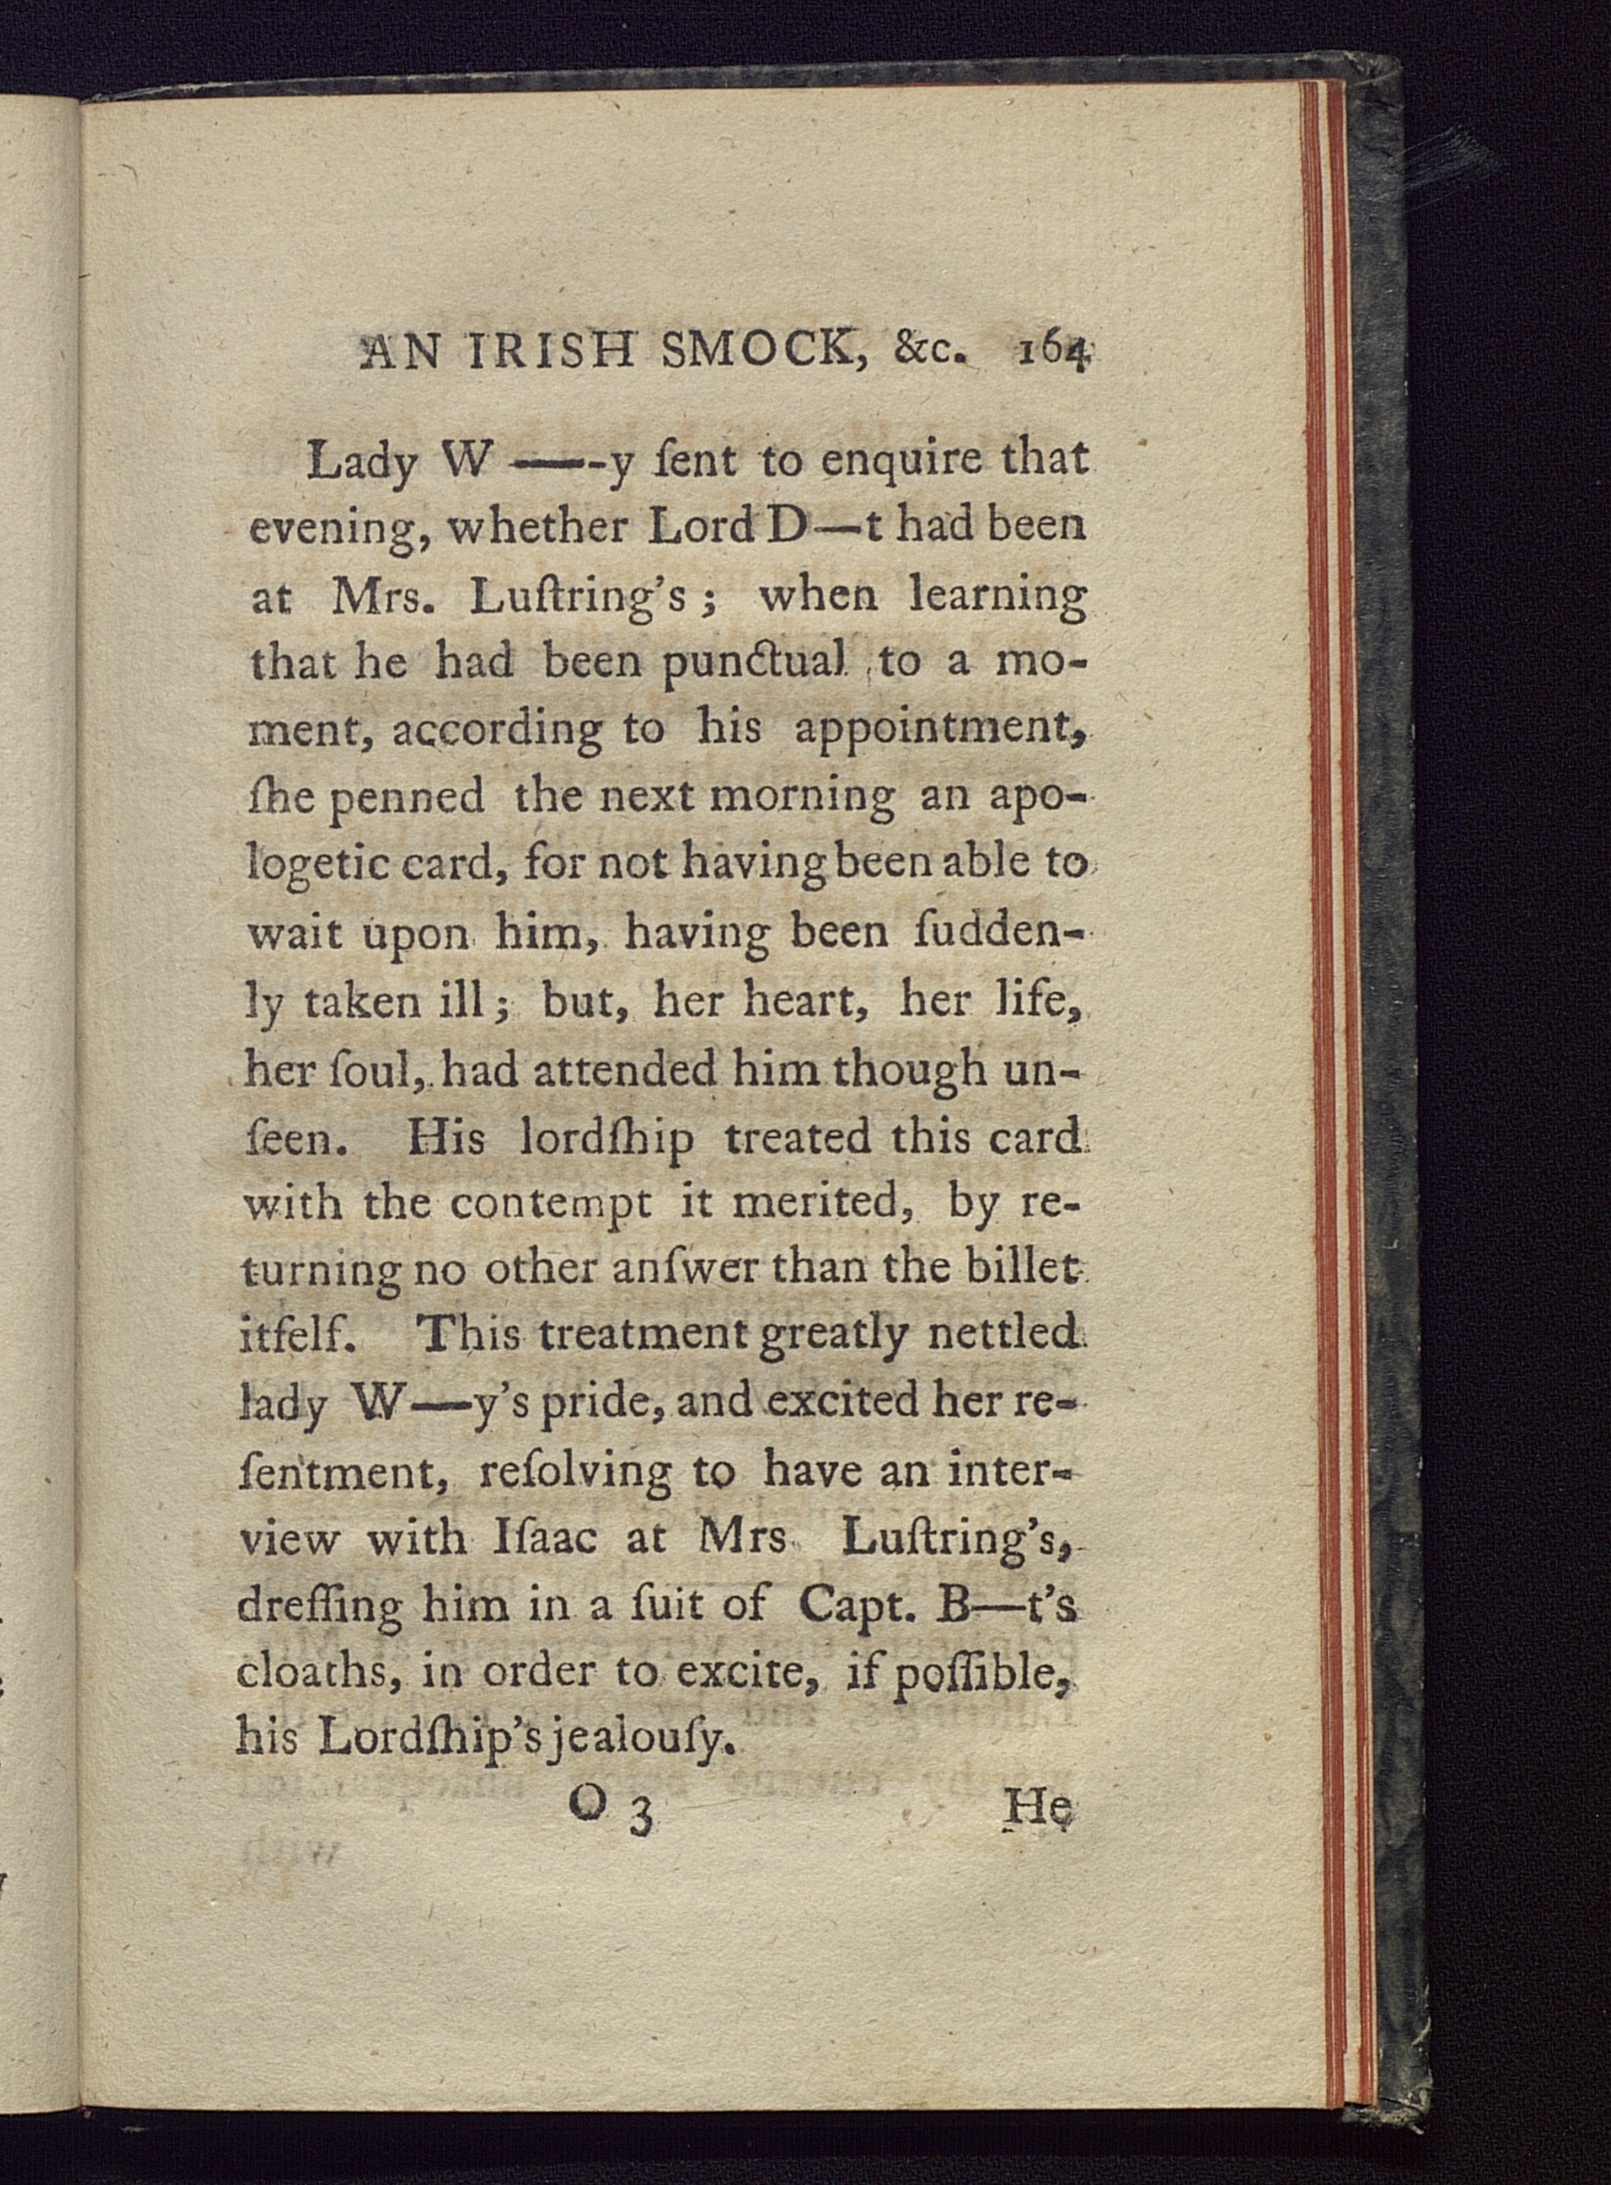 AN IRISH SMOCK, &c. 164
Lady W ——-y ſent to enquire that
evening, whether Lord D—t had been
at Mrs. Luſtring's; when learning
that he had been punctual to a mo-
ment, according to his appointment,
ſhe penned the next morning an apo-
logetic card, for not having been able to
wait upon him, having been ſudden-
ly taken ill; but, her heart, her life,
her ſoul, had attended him though un-
ſeen. His lordſhip treated this card
with the contempt it merited, by re-
turning no other anſwer than the billet
itſelf. This treatment greatly nettled
lady W—y's pride, and excited her re-
ſentment, reſolving to have an inter-
view with Iſaac at Mrs. Luſtring's,
dreſſing him in a ſuit of Capt. B—t's
cloaths, in order to excite, if poſſible,
his Lordſhip's jealouſy.
O 3 He